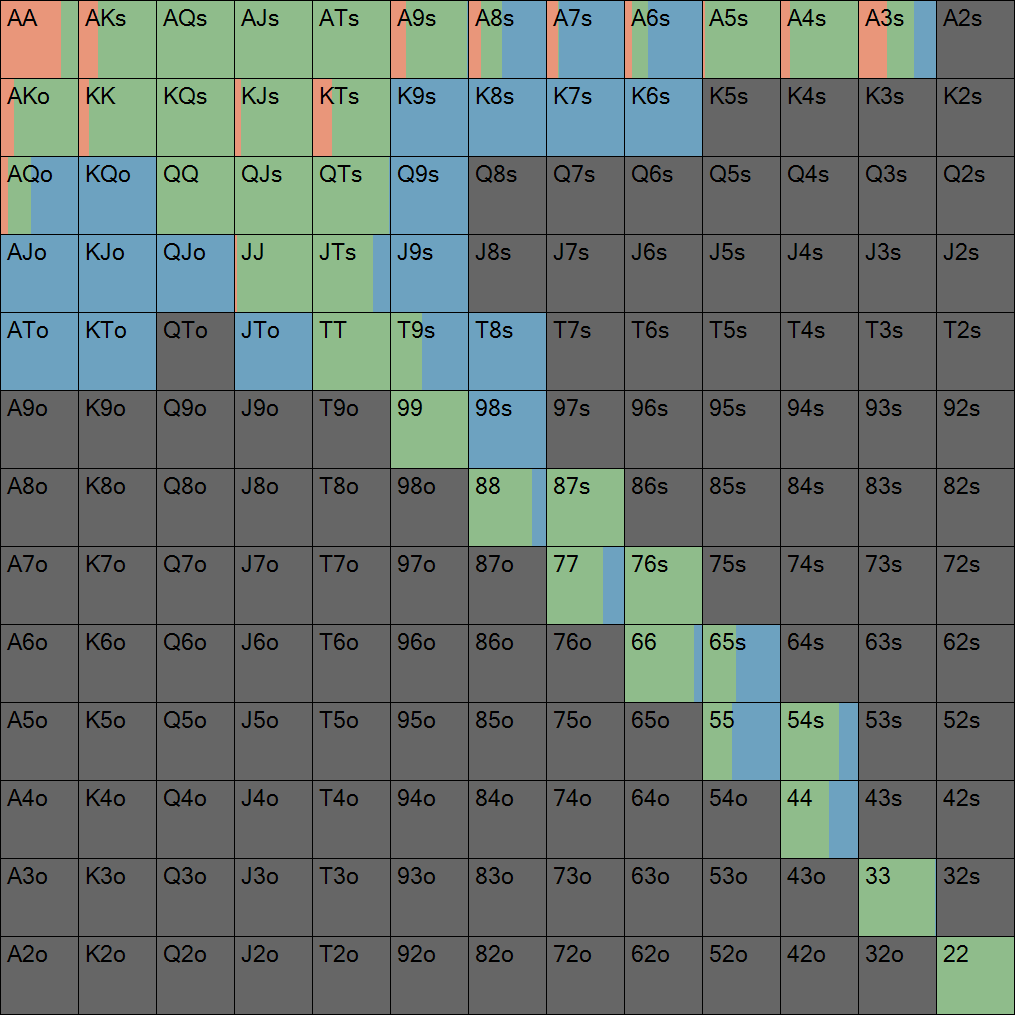 AA AKs AQs AJs ATs A9s A8s A7s A6s A5s A4s A3s A2s
AKo KK KQs KJs KTs K9s K8s K7s K6s K5s K4s K3s K2s
AQo KQo QQ QJs QTs Q9s Q8s Q7s Q6s Q5s Q4s Q3s Q2s
AJo KJo QJo JJ JTs J9s J8s J7s J6s J5s J4s J3s J2s
ATo KTo QTo JTo TT T9s T8s T7s T6s T5s T4s T3s T2s
A9o K9o Q9o J9o T9o 99 98s 97s 96s 95s 94s 93s 92s
A8o K8o Q8o J8o T8o 98o 88 87s 86s 85s 84s 83s 82s
A7o K7o Q7o J7o T7o 97o 87o 77 76s 75s 74s 73s 72s
A6o K6o Q6o J6o T6o 96o 86o 76o 66 65s 64s 63s 62s
A5o K5o Q5o J5o T5o 95o 85o 75o 65o 55 54s 53s 52s
A4o K4o Q4o J4o T4o 94o 84o 74o 64o 54o 44 43s 42s
A3o K3o Q3o J3o T3o 93o 83o 73o 63o 53o 43o 33 32s
A2o K2o Q2o J2o T2o 92o 82o 72o 62o 52o 42o 32o 22